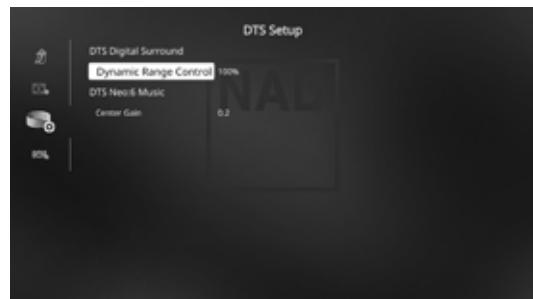 DTS Setup
DTS Digital Surround
Dynamic Range Control 100%
DTS Neo:6 Music
Center Gain 0.2
NAD